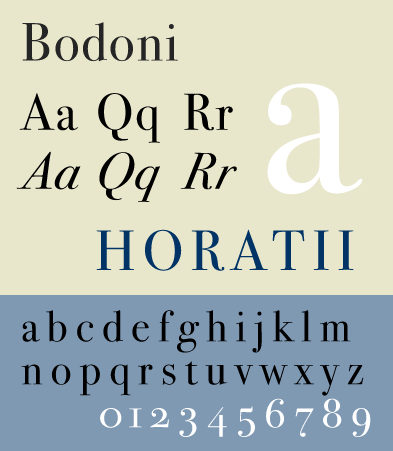 Bodoni
Aa Qq Rr
a
Aa Qq Rr
HORATII
abcdefghijklm
nopqrstuvwxyz
0123456789